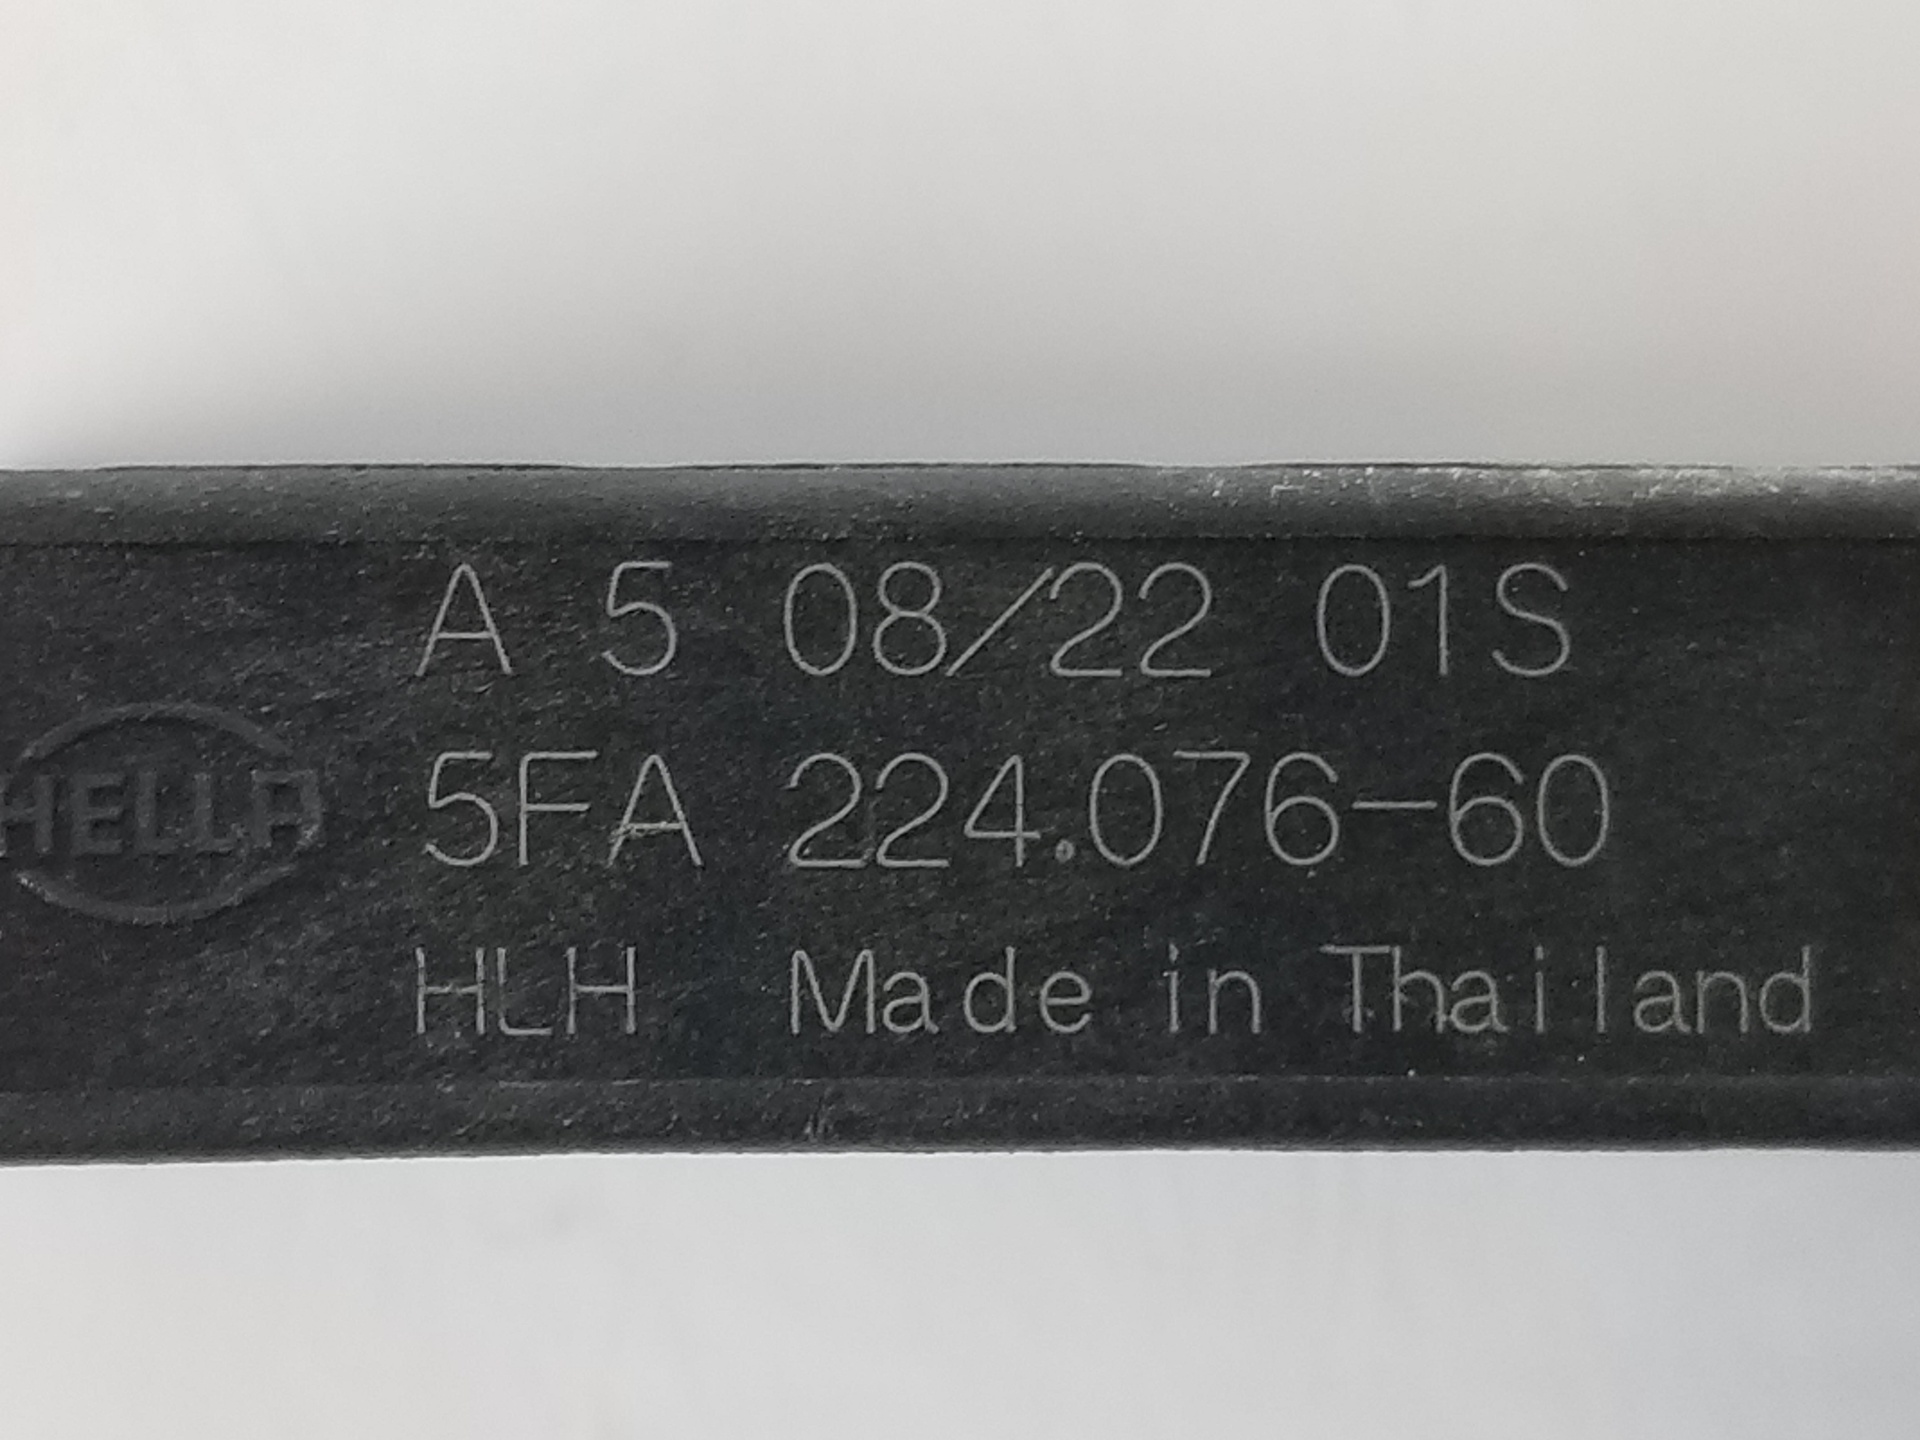 A 5 08/22 01S
HELLA 5FA 224.076-60
HLH Made in Thailand